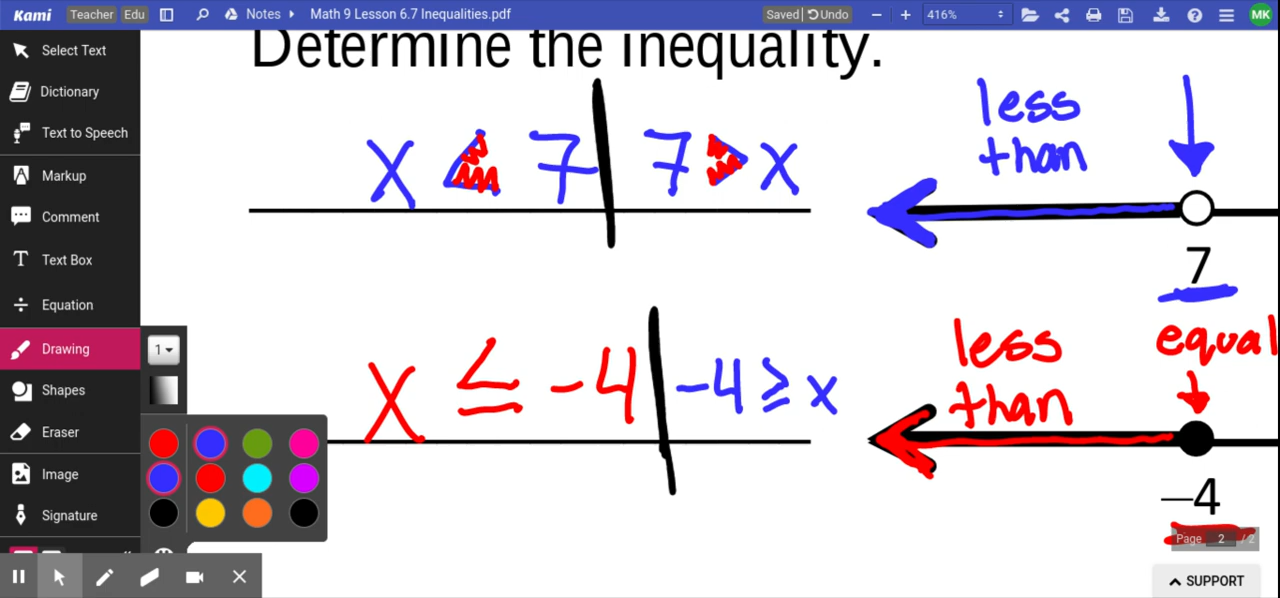 Kami Teacher Edu Notes Math 9 Lesson 6.7 Inequalities.pdf Saved Undo 416% MK
Select Text
Dictionary
Text to Speech
Markup
Comment
Text Box
Equation
Drawing
Shapes
Eraser
Image
Signature
1
Determine the inequality.
x < 7 | 7 > x
less
than
7
x ≤ -4 | -4 ≥ x
less
than
equal
-4
Page 2 / 2
SUPPORT